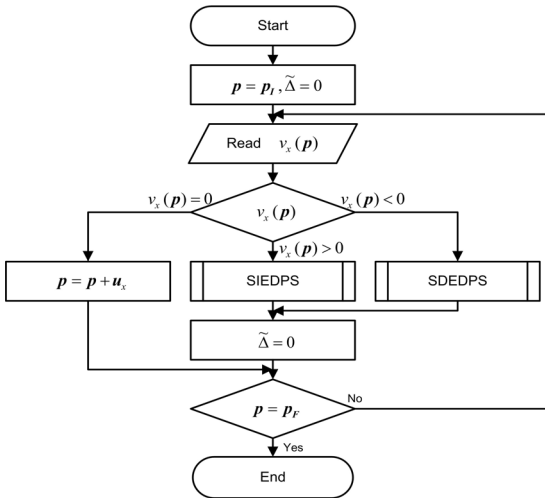 Start
p = p_I, Δ̃ = 0
Read v_x(p)
v_x(p)=0
v_x(p)
v_x(p)<0
v_x(p)>0
p = p + u_x
SIEDPS
SDEDPS
Δ̃ = 0
p = p_F
No
Yes
End